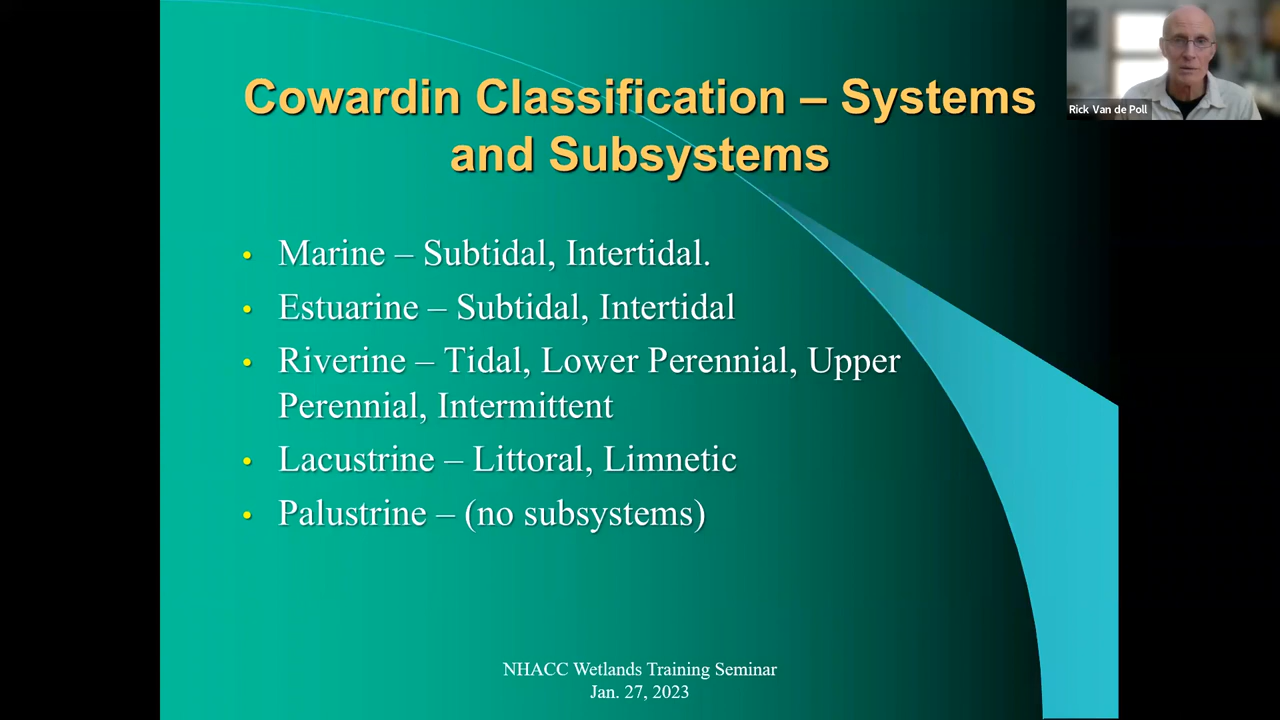 Cowardin Classification – Systems
and Subsystems
Rick Van de Poll
• Marine – Subtidal, Intertidal.
• Estuarine – Subtidal, Intertidal
• Riverine – Tidal, Lower Perennial, Upper
Perennial, Intermittent
• Lacustrine – Littoral, Limnetic
• Palustrine – (no subsystems)
NHACC Wetlands Training Seminar
Jan. 27, 2023